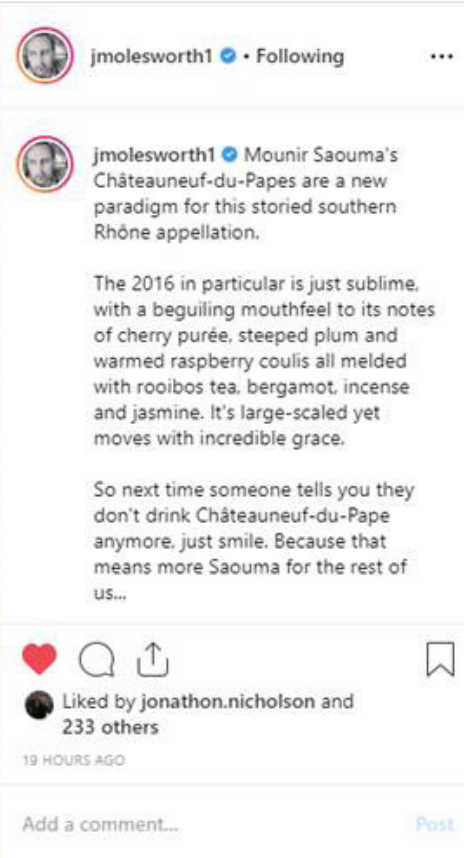 jmolesworth1 • Following
jmolesworth1 Mounir Saouma's
Châteauneuf-du-Papes are a new
paradigm for this storied southern
Rhône appellation.
The 2016 in particular is just sublime,
with a beguiling mouthfeel to its notes
of cherry purée, steeped plum and
warmed raspberry coulis all melded
with rooibos tea, bergamot, incense
and jasmine. It's large-scaled yet
moves with incredible grace.
So next time someone tells you they
don't drink Châteauneuf-du-Pape
anymore, just smile. Because that
means more Saouma for the rest of
us...
Liked by jonathon.nicholson and
233 others
19 HOURS AGO
Add a comment... Post